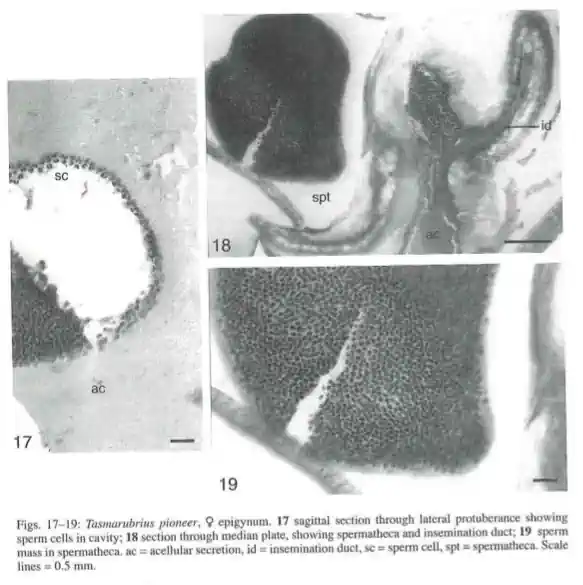 sc
ac
17
id
spt
ac
18
19
Figs. 17–19: Tasmarubrius pioneer, ♀ epigynum. 17 sagittal section through lateral protuberance showing
sperm cells in cavity; 18 section through median plate, showing spermatheca and insemination duct; 19 sperm
mass in spermatheca. ac = acellular secretion, id = insemination duct, sc = sperm cell, spt = spermatheca. Scale
lines = 0.5 mm.